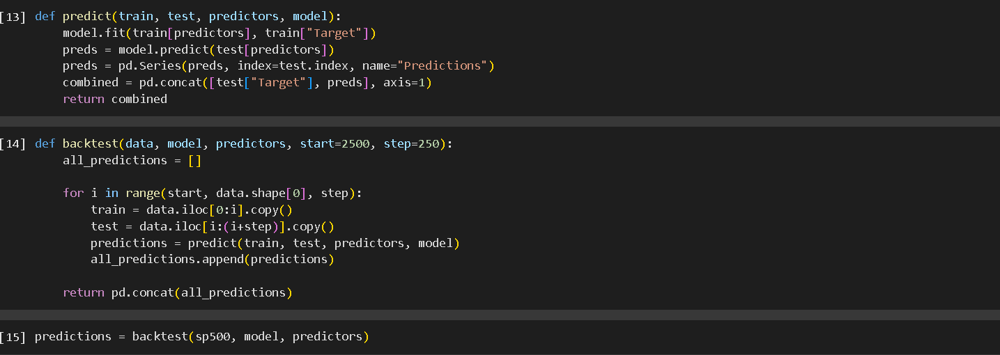 [13] def predict(train, test, predictors, model):
    model.fit(train[predictors], train["Target"])
    preds = model.predict(test[predictors])
    preds = pd.Series(preds, index=test.index, name="Predictions")
    combined = pd.concat([test["Target"], preds], axis=1)
    return combined
[14] def backtest(data, model, predictors, start=2500, step=250):
    all_predictions = []
    for i in range(start, data.shape[0], step):
        train = data.iloc[0:i].copy()
        test = data.iloc[i:(i+step)].copy()
        predictions = predict(train, test, predictors, model)
        all_predictions.append(predictions)
    return pd.concat(all_predictions)
[15] predictions = backtest(sp500, model, predictors)